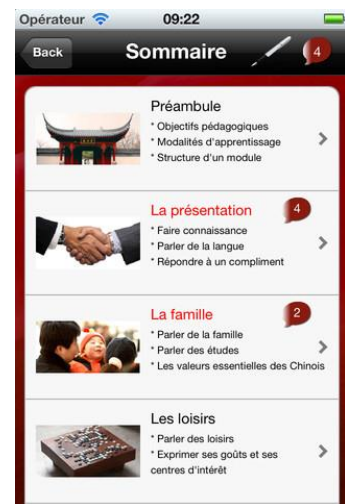 Opérateur 09:22
Back Sommaire 4
Préambule
* Objectifs pédagogiques
* Modalités d'apprentissage
* Structure d'un module
La présentation 4
* Faire connaissance
* Parler de la langue
* Répondre à un compliment
La famille 2
* Parler de la famille
* Parler des études
* Les valeurs essentielles des Chinois
Les loisirs
* Parler des loisirs
* Exprimer ses goûts et ses
centres d'intérêt